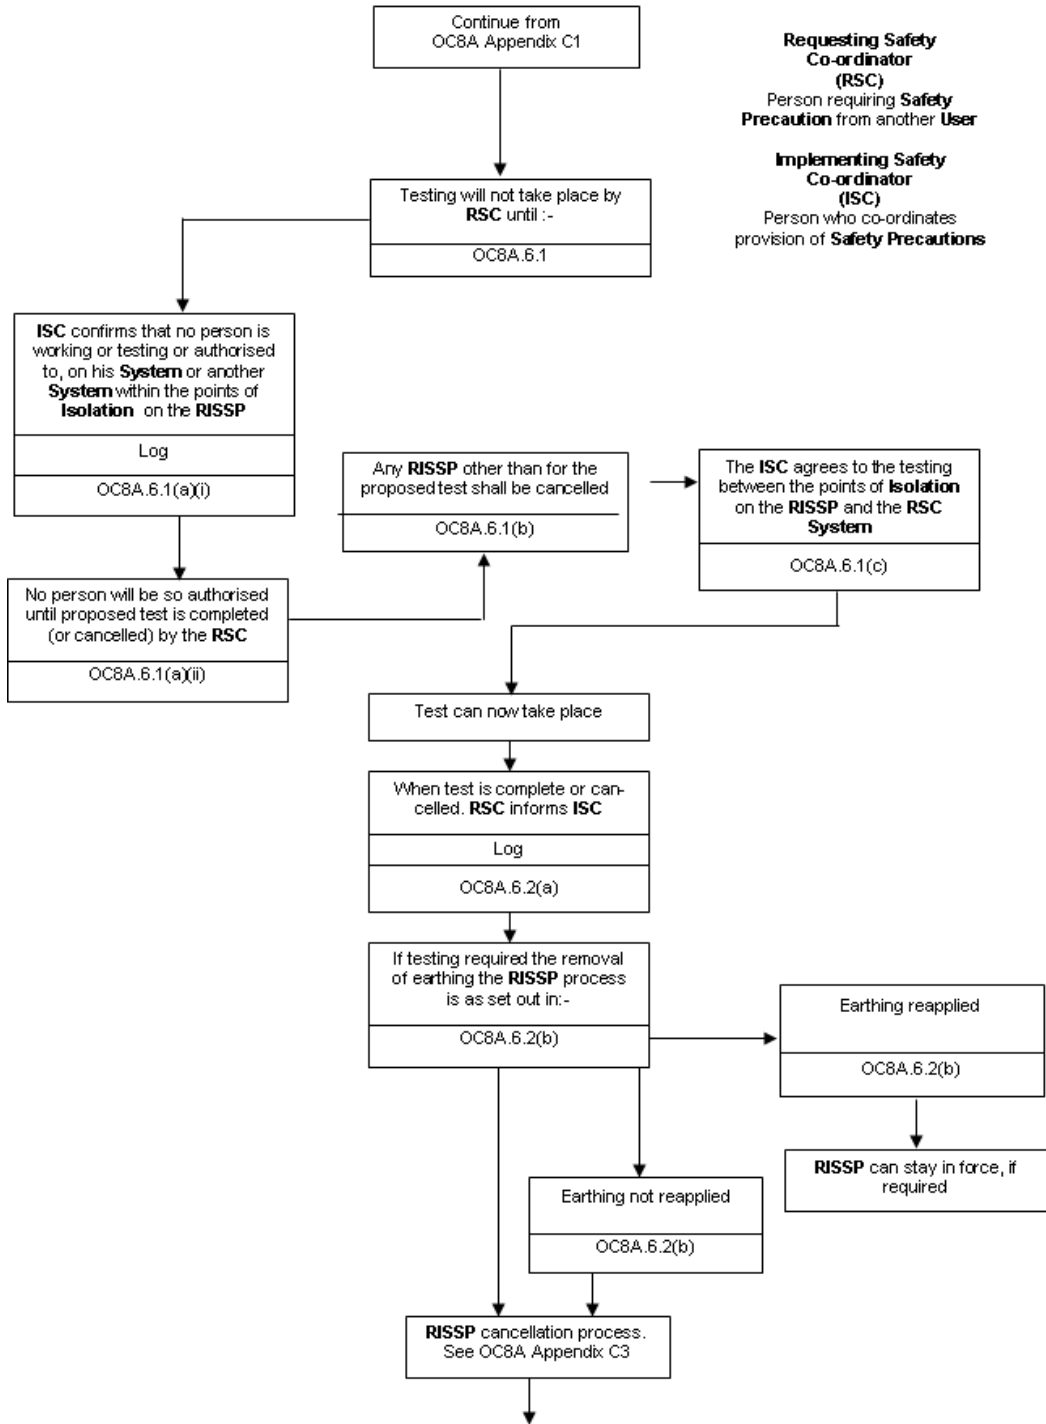 Continue from
OC8A Appendix C1
Requesting Safety
Co-ordinator
(RSC)
Person requiring Safety
Precaution from another User
Implementing Safety
Co-ordinator
(ISC)
Person who co-ordinates
provision of Safety Precautions
Testing will not take place by
RSC until :-
OC8A.6.1
ISC confirms that no person is
working or testing or authorised
to, on his System or another
System within the points of
Isolation on the RISSP
Log
OC8A.6.1(a)(i)
No person will be so authorised
until proposed test is completed
(or cancelled) by the RSC
OC8A.6.1(a)(ii)
Any RISSP other than for the
proposed test shall be cancelled
OC8A.6.1(b)
The ISC agrees to the testing
between the points of Isolation
on the RISSP and the RSC
System
OC8A.6.1(c)
Test can now take place
When test is complete or can-
celled. RSC informs ISC
Log
OC8A.6.2(a)
If testing required the removal
of earthing the RISSP process
is as set out in:-
OC8A.6.2(b)
Earthing reapplied
OC8A.6.2(b)
RISSP can stay in force, if
required
Earthing not reapplied
OC8A.6.2(b)
RISSP cancellation process.
See OC8A Appendix C3